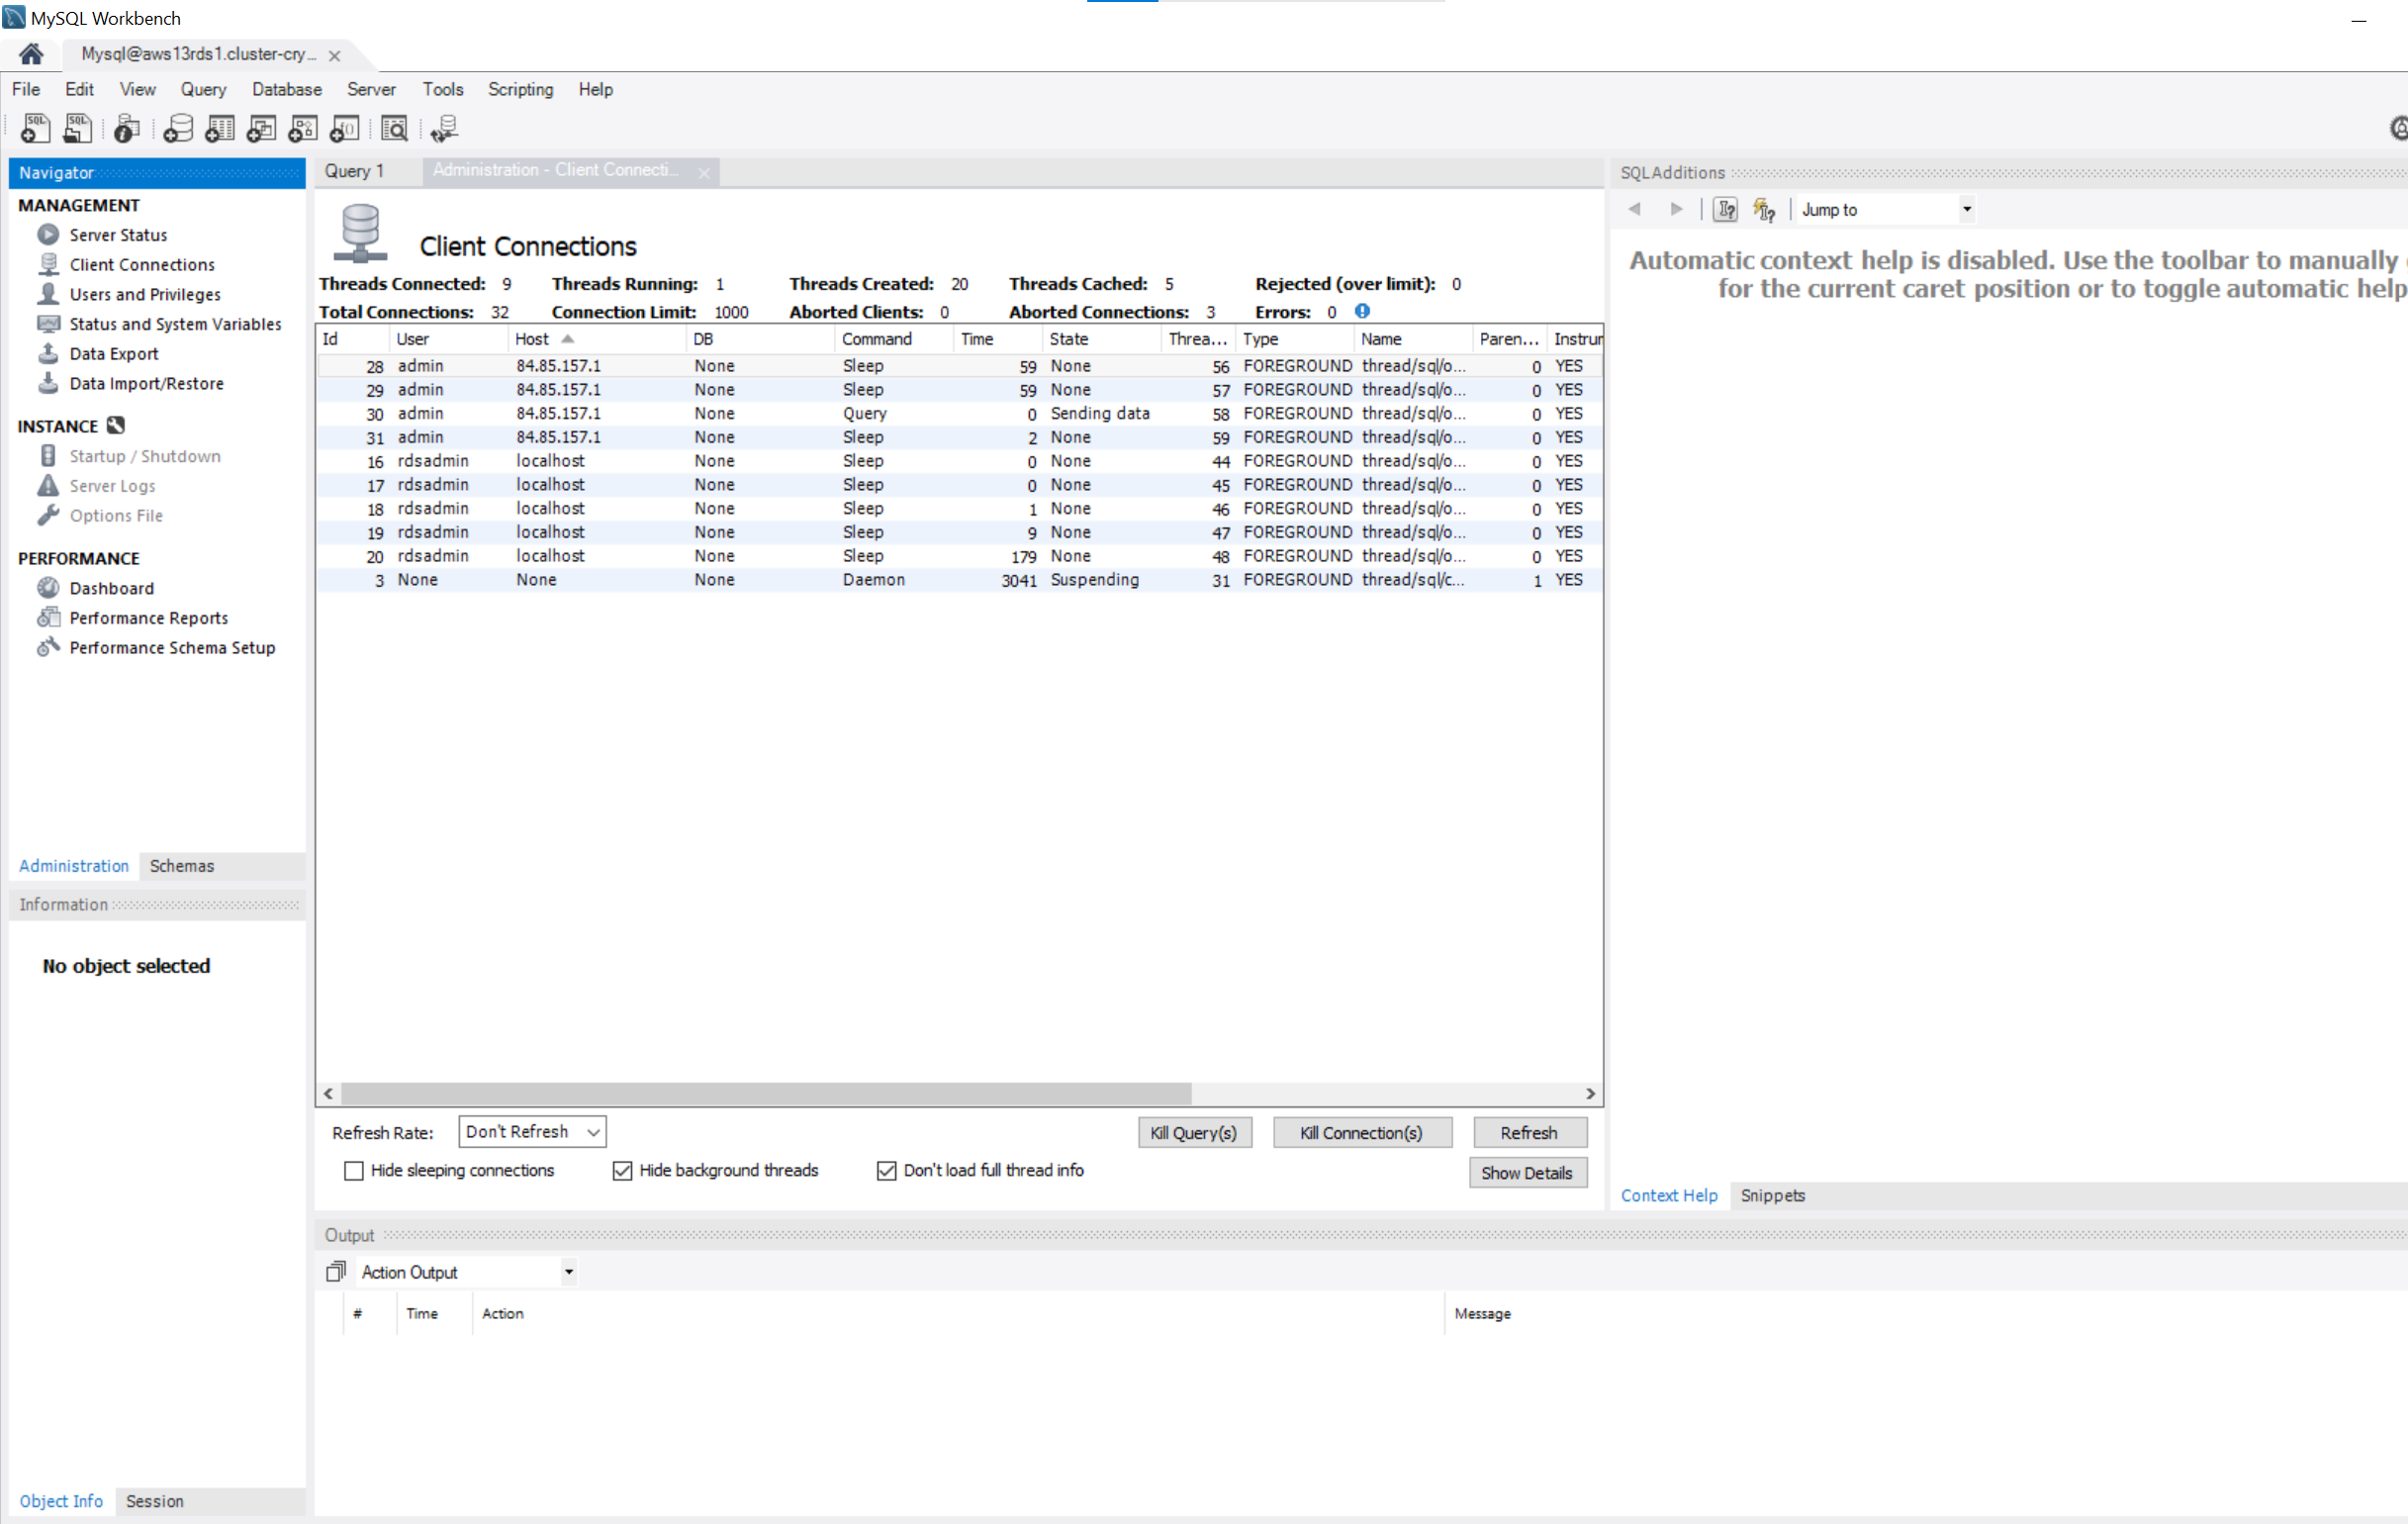 MySQL Workbench
Mysql@aws13rds1.cluster-cry...
File Edit View Query Database Server Tools Scripting Help
Navigator
MANAGEMENT
Server Status
Client Connections
Users and Privileges
Status and System Variables
Data Export
Data Import/Restore
INSTANCE
Startup / Shutdown
Server Logs
Options File
PERFORMANCE
Dashboard
Performance Reports
Performance Schema Setup
Administration Schemas
Information
No object selected
Object Info Session
Query 1 Administration - Client Connecti...
Client Connections
Threads Connected: 9 Threads Running: 1 Threads Created: 20 Threads Cached: 5 Rejected (over limit): 0
Total Connections: 32 Connection Limit: 1000 Aborted Clients: 0 Aborted Connections: 3 Errors: 0
Id User Host DB Command Time State Threa... Type Name Paren... Instrum
28 admin 84.85.157.1 None Sleep 59 None 56 FOREGROUND thread/sql/o... 0 YES
29 admin 84.85.157.1 None Sleep 59 None 57 FOREGROUND thread/sql/o... 0 YES
30 admin 84.85.157.1 None Query 0 Sending data 58 FOREGROUND thread/sql/o... 0 YES
31 admin 84.85.157.1 None Sleep 2 None 59 FOREGROUND thread/sql/o... 0 YES
16 rdsadmin localhost None Sleep 0 None 44 FOREGROUND thread/sql/o... 0 YES
17 rdsadmin localhost None Sleep 0 None 45 FOREGROUND thread/sql/o... 0 YES
18 rdsadmin localhost None Sleep 1 None 46 FOREGROUND thread/sql/o... 0 YES
19 rdsadmin localhost None Sleep 9 None 47 FOREGROUND thread/sql/o... 0 YES
20 rdsadmin localhost None Sleep 179 None 48 FOREGROUND thread/sql/o... 0 YES
3 None None None Daemon 3041 Suspending 31 FOREGROUND thread/sql/c... 1 YES
Refresh Rate: Don't Refresh Kill Query(s) Kill Connection(s) Refresh
Hide sleeping connections Hide background threads Don't load full thread info Show Details
SQLAdditions
Jump to
Automatic context help is disabled. Use the toolbar to manually
for the current caret position or to toggle automatic help
Context Help Snippets
Output
Action Output
# Time Action Message